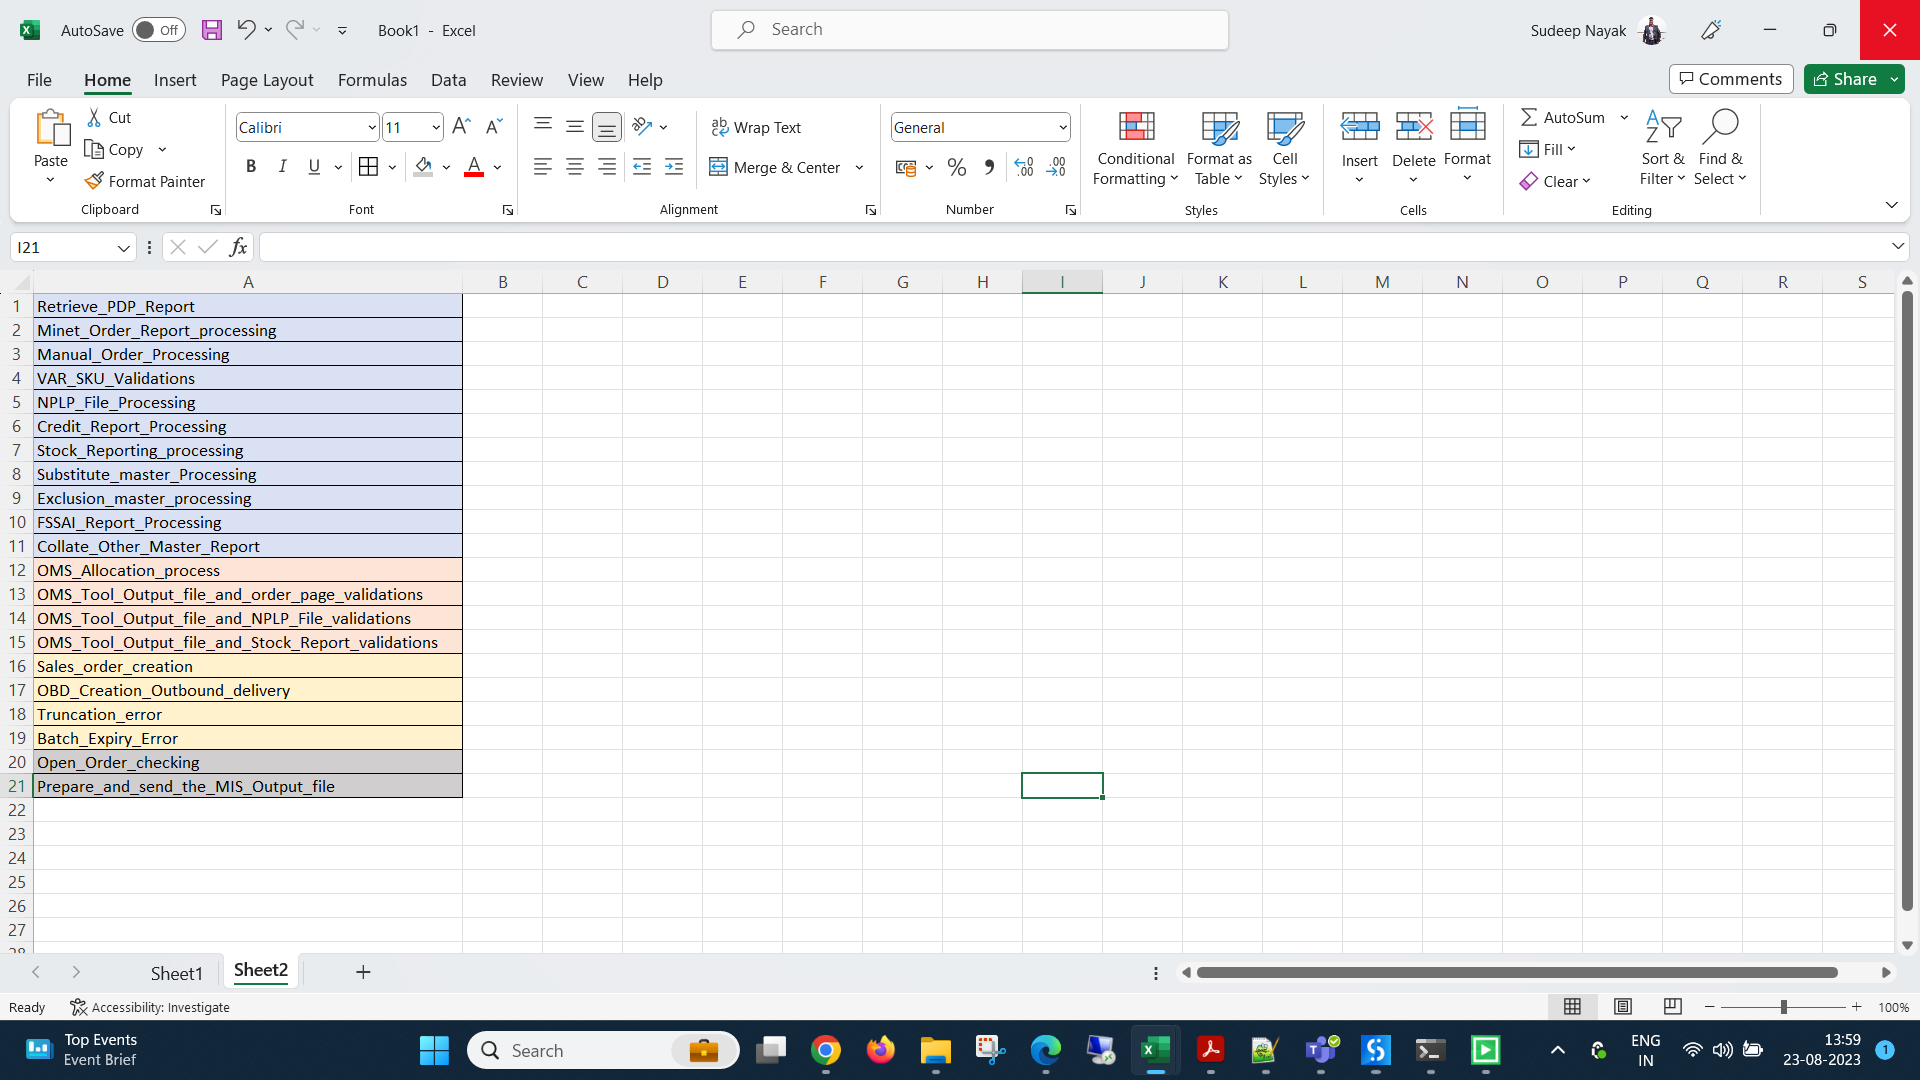 AutoSave Off Book1 - Excel Search Sudeep Nayak
File Home Insert Page Layout Formulas Data Review View Help Comments Share
Paste Cut Copy Format Painter Clipboard
Calibri 11 A A B I U A Font
ab Wrap Text Merge & Center Alignment
General % , .00 .00 Number
Conditional Formatting Format as Table Cell Styles Styles
Insert Delete Format Cells
AutoSum Fill Clear Sort & Filter Find & Select Editing
I21 fx
A B C D E F G H I J K L M N O P Q R S
1 Retrieve_PDP_Report
2 Minet_Order_Report_processing
3 Manual_Order_Processing
4 VAR_SKU_Validations
5 NPLP_File_Processing
6 Credit_Report_Processing
7 Stock_Reporting_processing
8 Substitute_master_Processing
9 Exclusion_master_processing
10 FSSAI_Report_Processing
11 Collate_Other_Master_Report
12 OMS_Allocation_process
13 OMS_Tool_Output_file_and_order_page_validations
14 OMS_Tool_Output_file_and_NPLP_File_validations
15 OMS_Tool_Output_file_and_Stock_Report_validations
16 Sales_order_creation
17 OBD_Creation_Outbound_delivery
18 Truncation_error
19 Batch_Expiry_Error
20 Open_Order_checking
21 Prepare_and_send_the_MIS_Output_file
22
23
24
25
26
27
28
Sheet1 Sheet2
Ready Accessibility: Investigate 100%
Top Events
Event Brief
Search
ENG
IN
13:59
23-08-2023
1